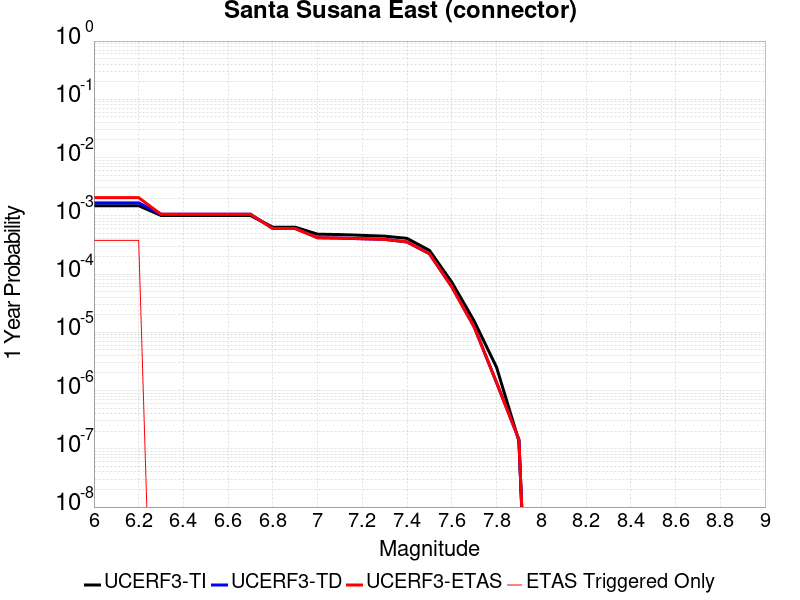 Santa Susana East (connector)
10^0
10^-1
10^-2
10^-3
10^-4
10^-5
10^-6
10^-7
10^-8
1 Year Probability
6 6.2 6.4 6.6 6.8 7 7.2 7.4 7.6 7.8 8 8.2 8.4 8.6 8.8 9
Magnitude
UCERF3-TI UCERF3-TD UCERF3-ETAS ETAS Triggered Only